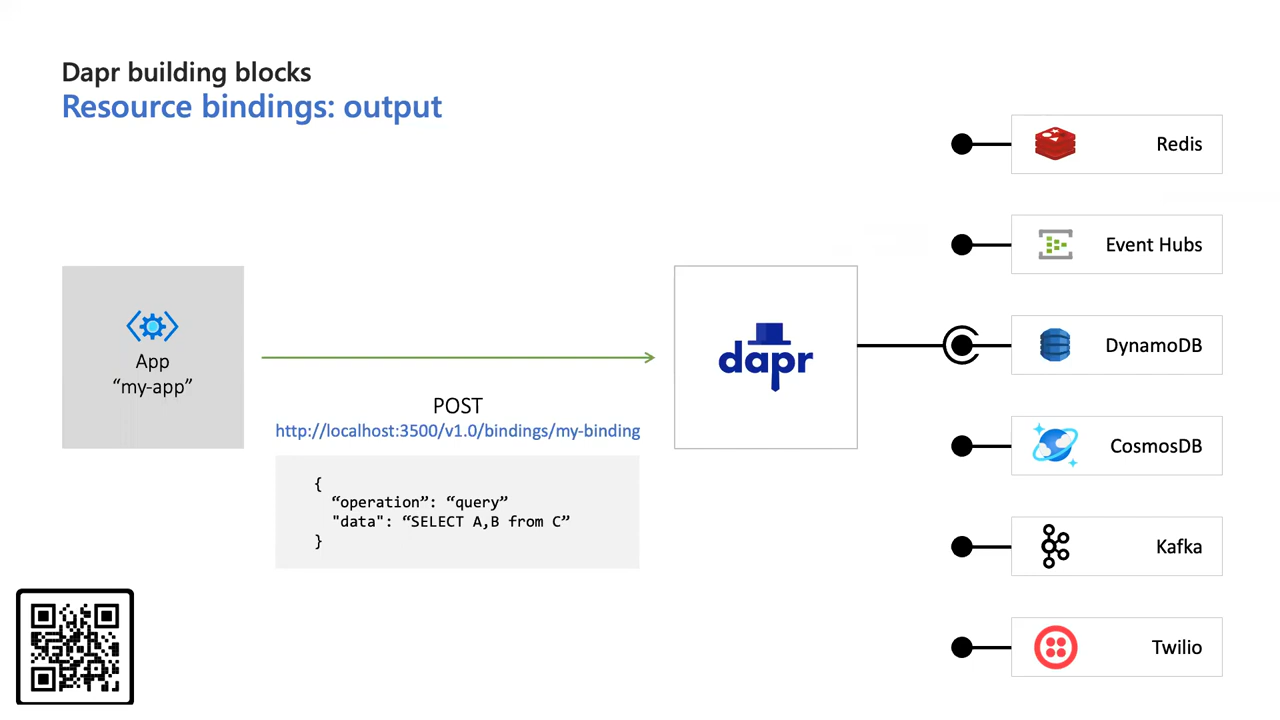 Dapr building blocks
Resource bindings: output
App
“my-app”
POST
http://localhost:3500/v1.0/bindings/my-binding
{
“operation”: “query”
"data": “SELECT A,B from C”
}
dapr
Redis
Event Hubs
DynamoDB
CosmosDB
Kafka
Twilio